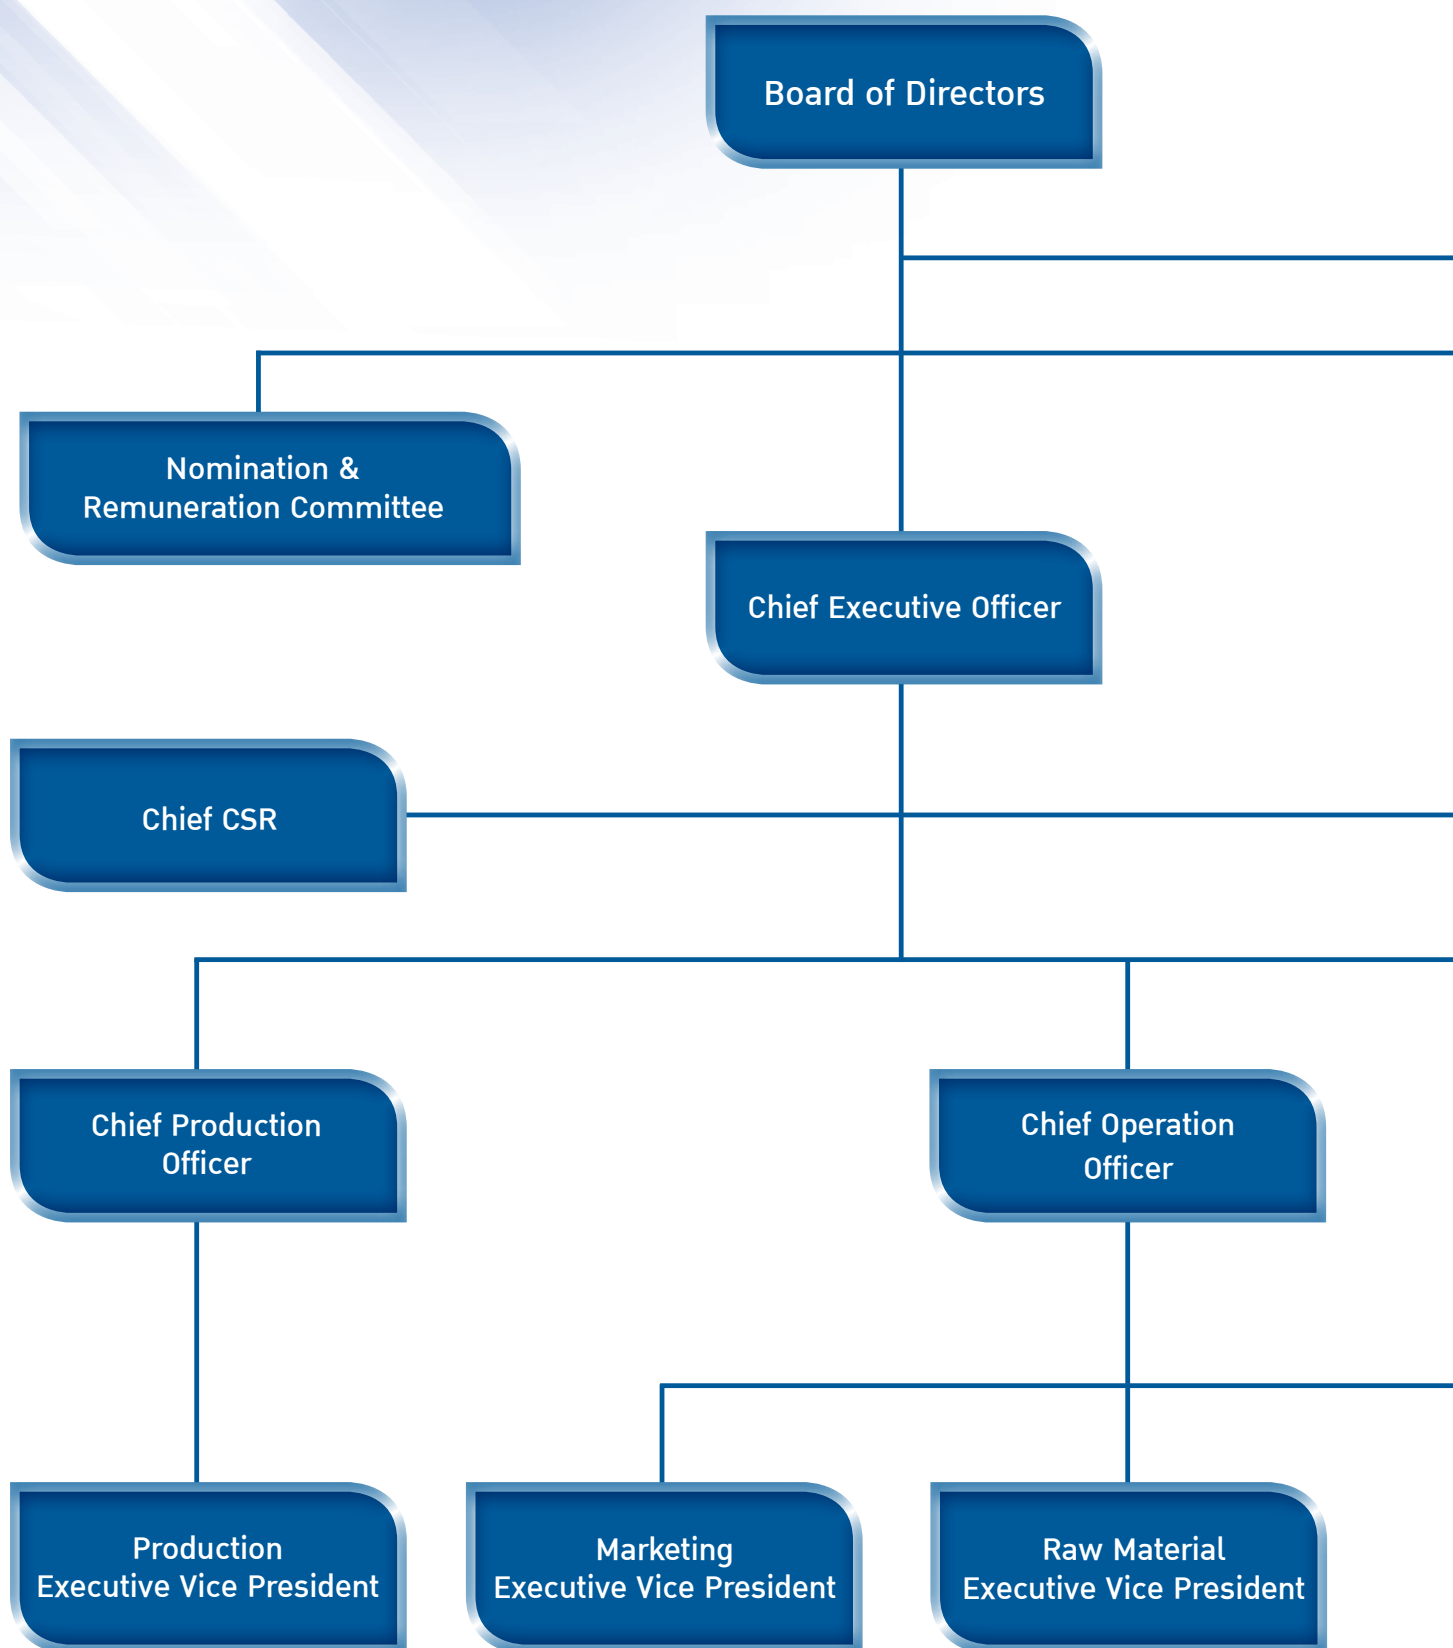 Board of Directors
Nomination &
Remuneration Committee
Chief Executive Officer
Chief CSR
Chief Production
Officer
Chief Operation
Officer
Production
Executive Vice President
Marketing
Executive Vice President
Raw Material
Executive Vice President